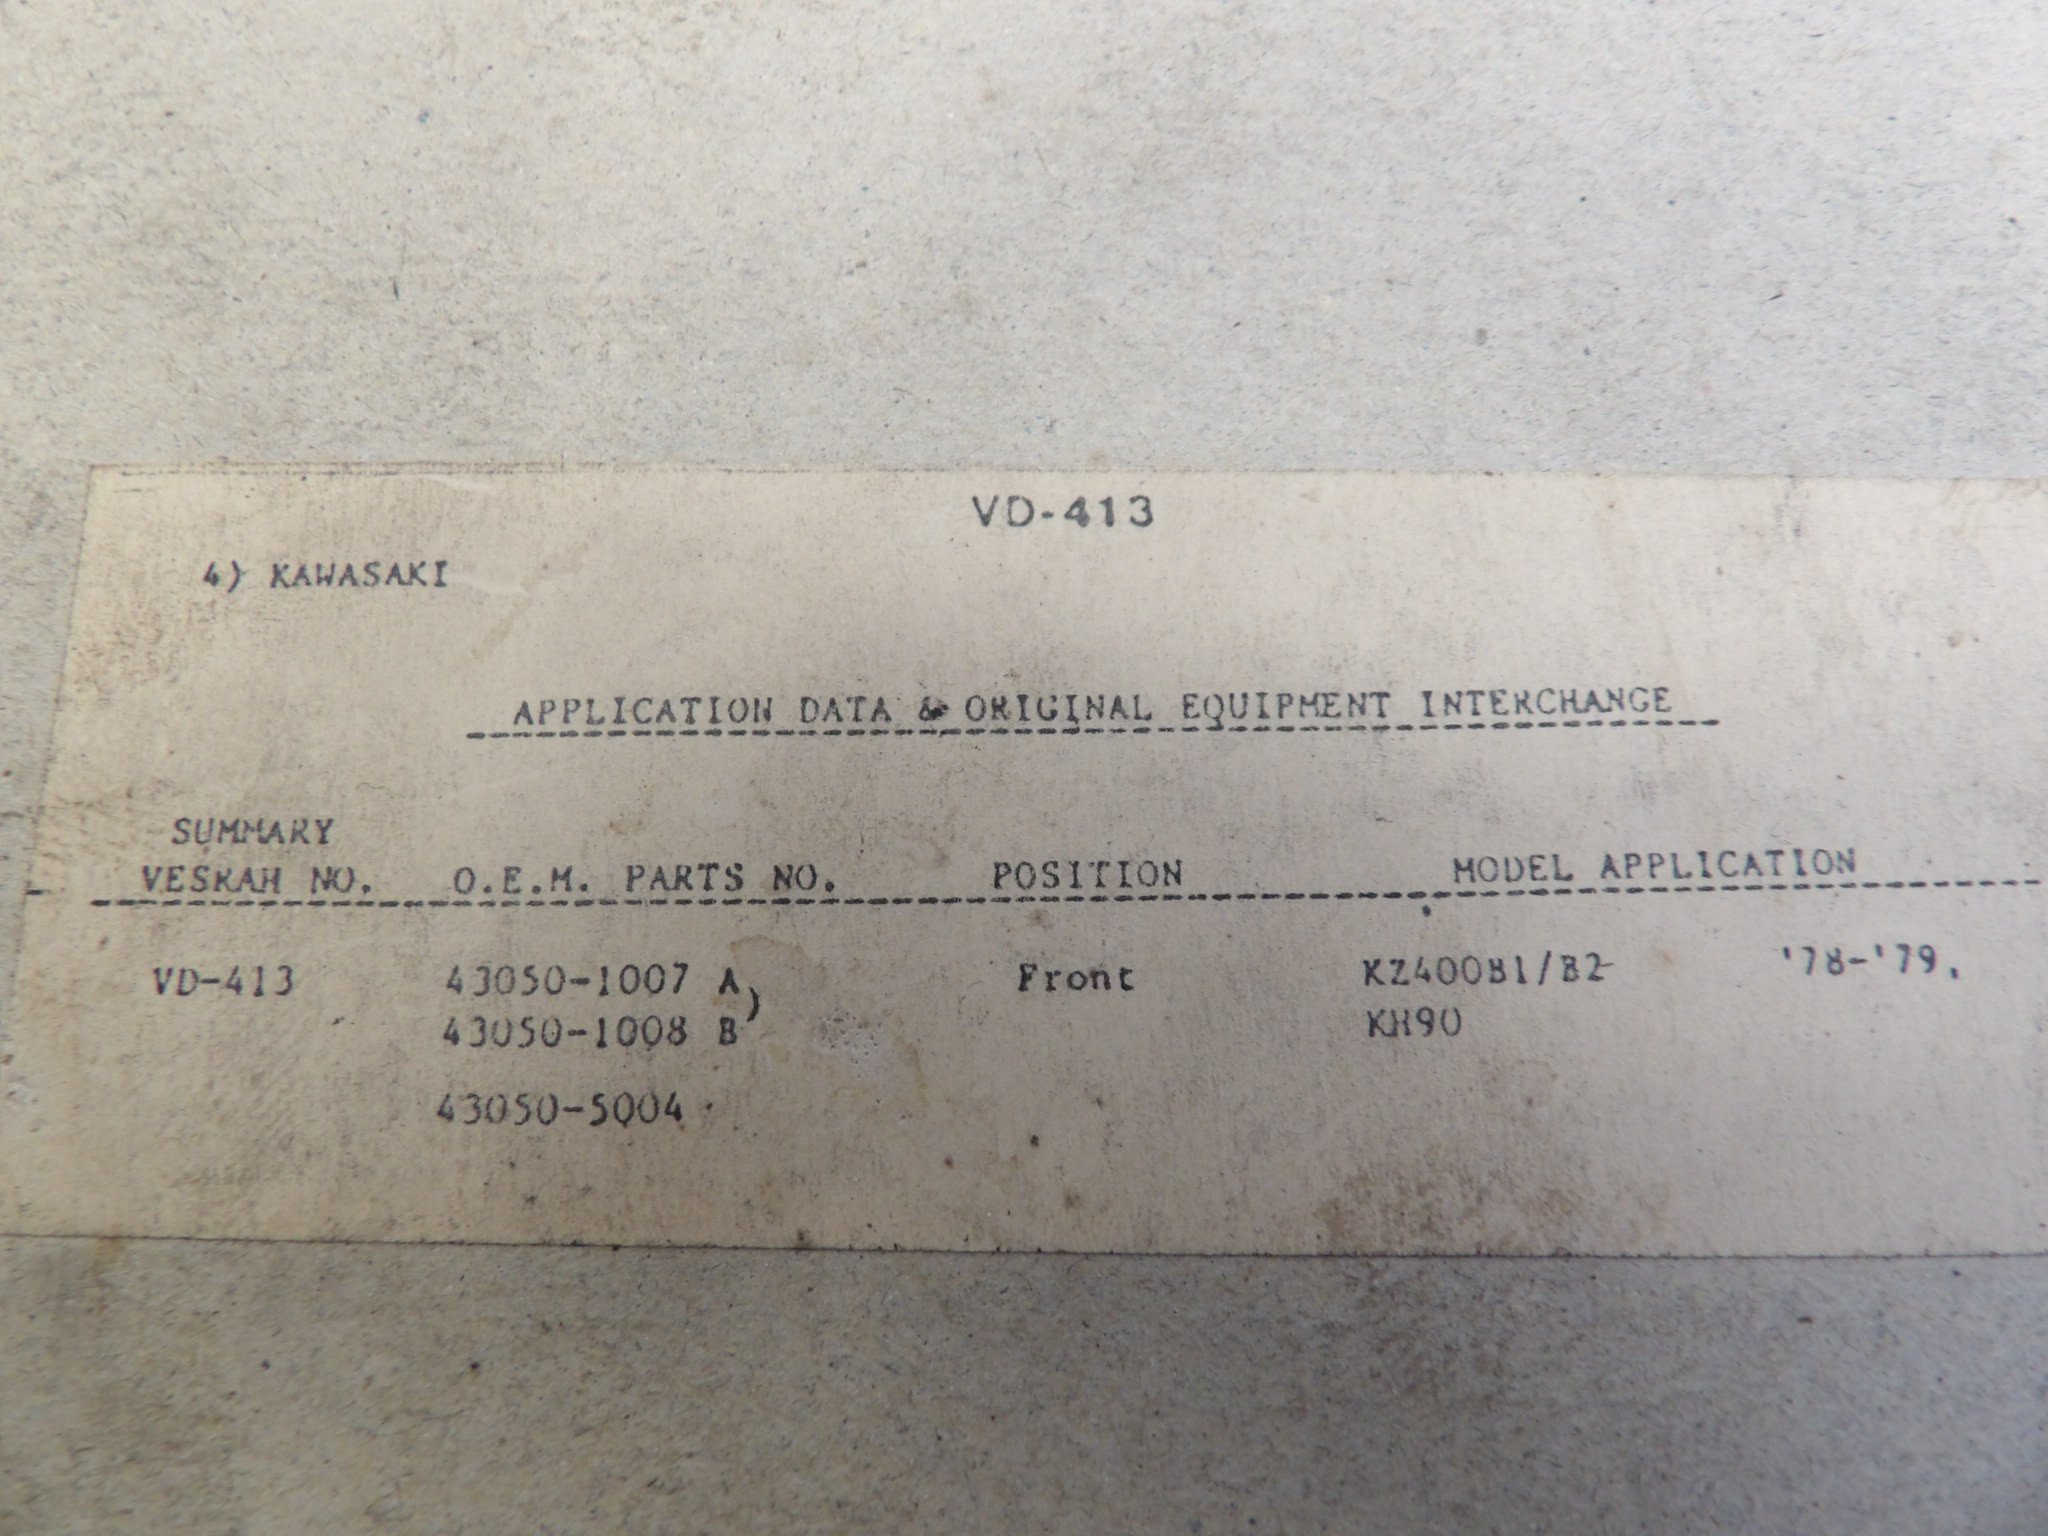 VD-413
4) KAWASAKI
APPLICATION DATA & ORIGINAL EQUIPMENT INTERCHANGE
SUMMARY
VESRAH NO. O.E.M. PARTS NO. POSITION MODEL APPLICATION
VD-413 43050-1007 A) Front KZ400B1/B2 '78-'79,
43050-1008 B KH90
43050-5004